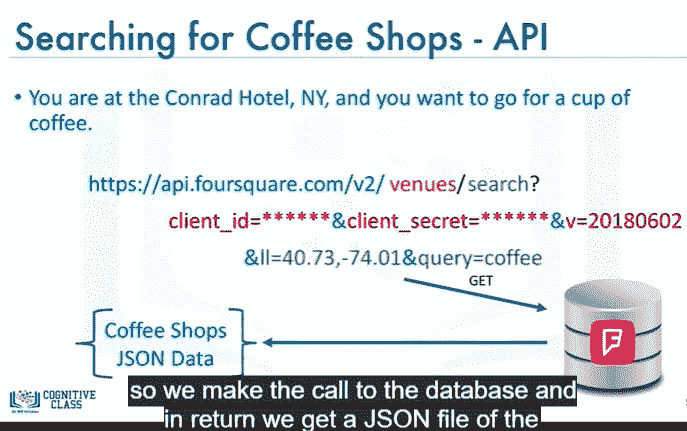 Searching for Coffee Shops - API
• You are at the Conrad Hotel, NY, and you want to go for a cup of
coffee.
https://api.foursquare.com/v2/ venues/search?
client_id=******&client_secret=******&v=20180602
&ll=40.73,-74.01&query=coffee
GET
Coffee Shops
JSON Data
COGNITIVE
CLASS
so we make the call to the database and
in return we get a JSON file of the